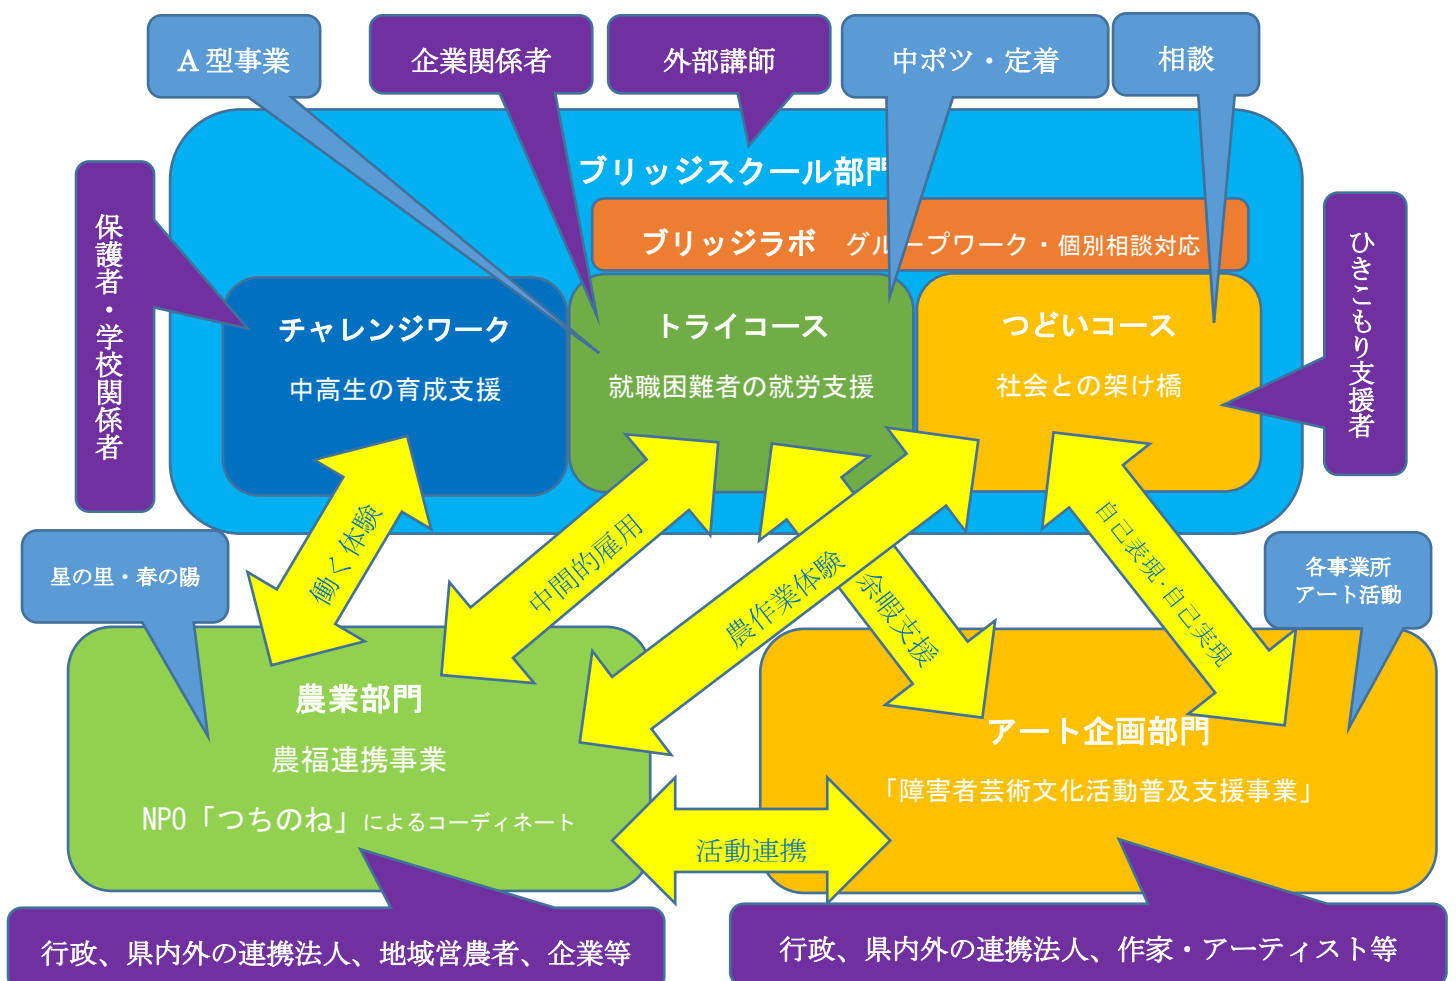 A 型事業
企業関係者
外部講師
中ポツ・定着
相談
ブリッジスクール部門
保護者・学校関係者
ブリッジラボ グループワーク・個別相談対応
ひきこもり支援者
チャレンジワーク
中高生の育成支援
トライコース
就職困難者の就労支援
つどいコース
社会との架け橋
働く体験
中間的雇用
農作業体験
余暇支援
自己表現・自己実現
星の里・春の陽
各事業所
アート活動
農業部門
農福連携事業
NPO「つちのね」によるコーディネート
アート企画部門
「障害者芸術文化活動普及支援事業」
活動連携
行政、県内外の連携法人、地域営農者、企業等
行政、県内外の連携法人、作家・アーティスト等